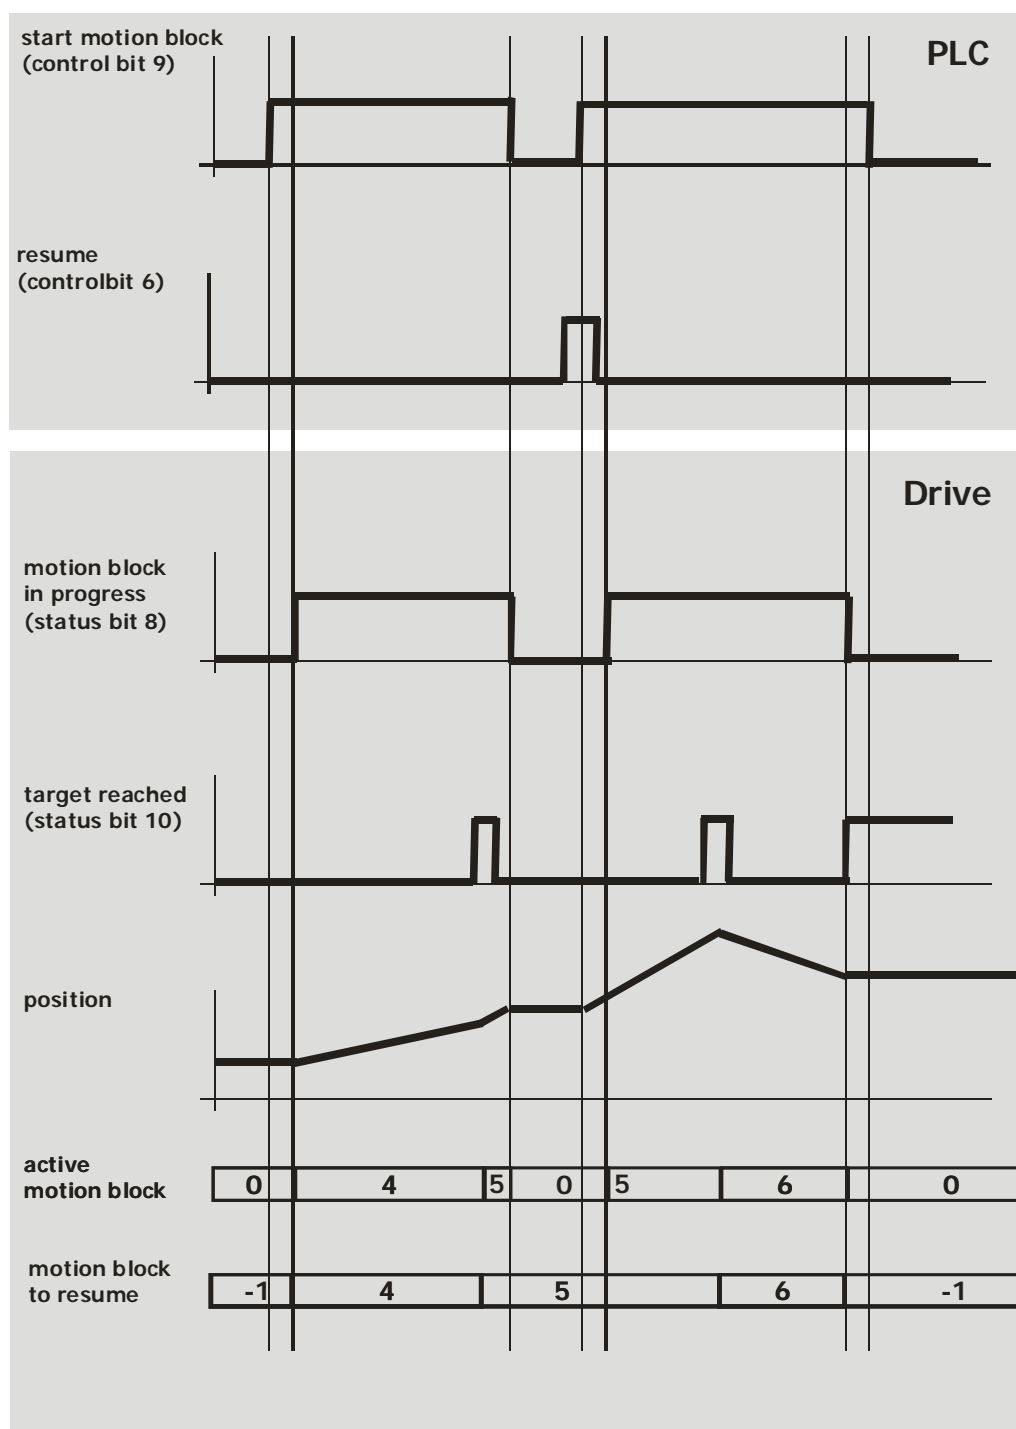 start motion block
(control bit 9)
PLC
resume
(controlbit 6)
Drive
motion block
in progress
(status bit 8)
target reached
(status bit 10)
position
active
motion block
0 4 5 0 5 6 0
motion block
to resume
-1 4 5 6 -1